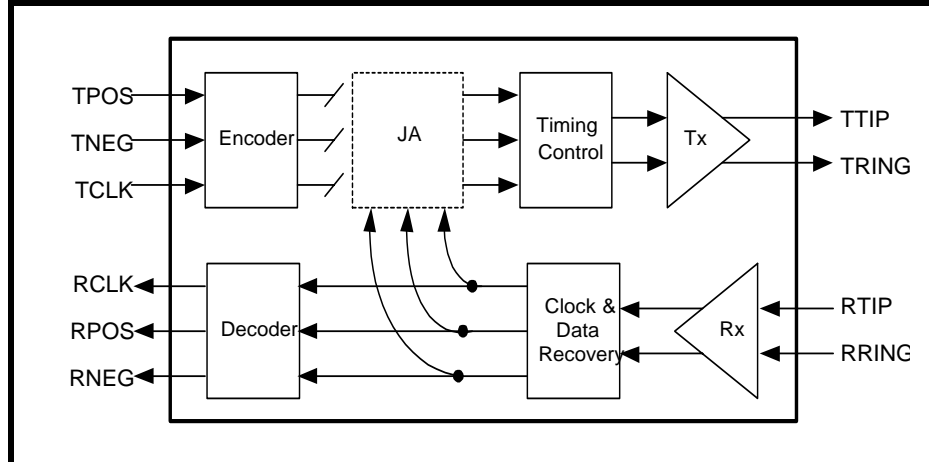 TPOS
TNEG
TCLK
Encoder
JA
Timing
Control
Tx
TTIP
TRING
RCLK
RPOS
RNEG
Decoder
Clock &
Data
Recovery
Rx
RTIP
RRING